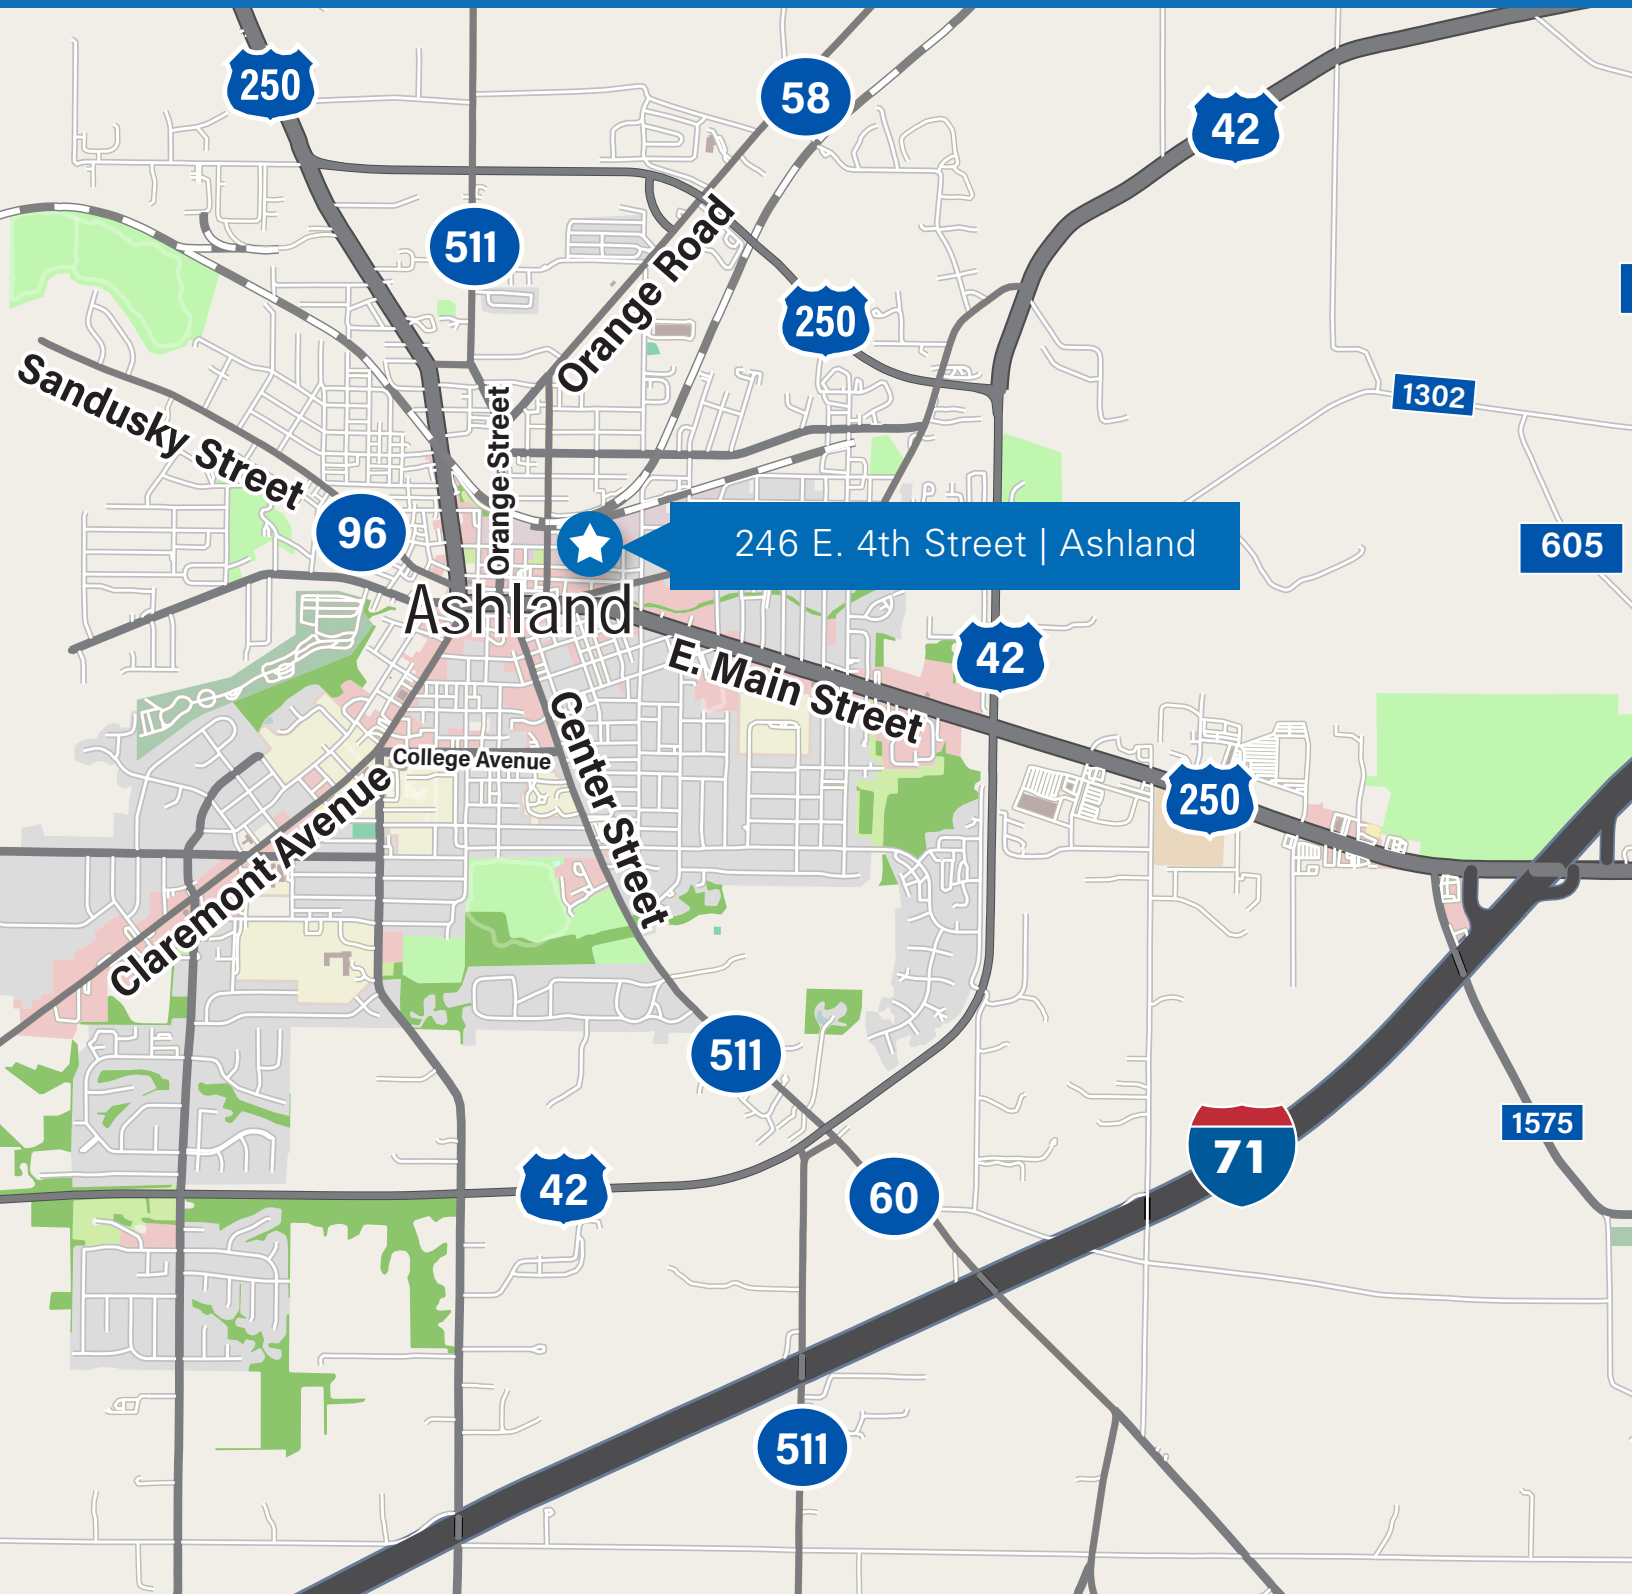 250
58
42
511
Orange Road
250
1302
Sandusky Street
Orange Street
96
246 E. 4th Street | Ashland
605
Ashland
42
E. Main Street
Center Street
College Avenue
250
Claremont Avenue
511
1575
71
42
60
511